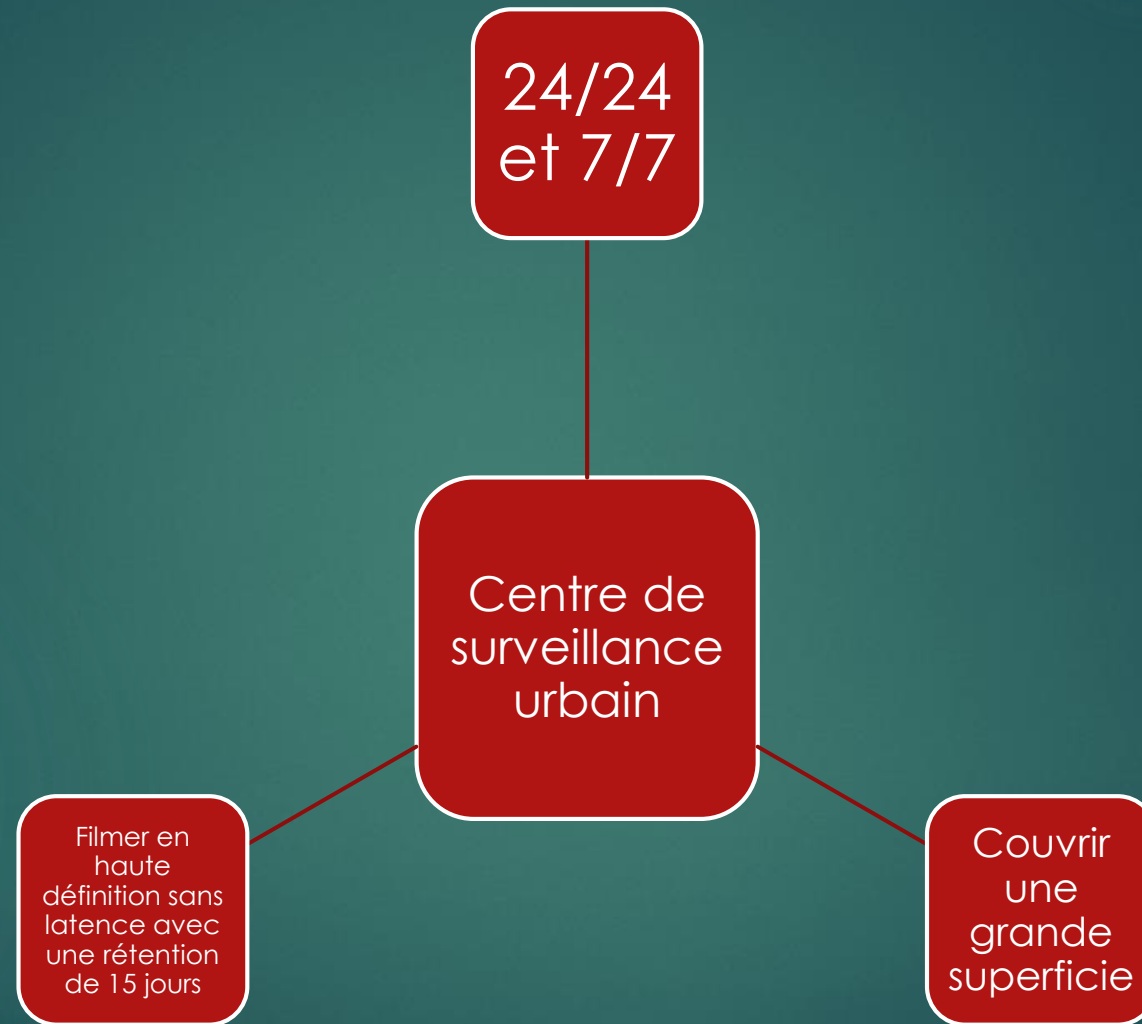 24/24
et 7/7
Centre de
surveillance
urbain
Filmer en
haute
définition sans
latence avec
une rétention
de 15 jours
Couvrir
une
grande
superficie